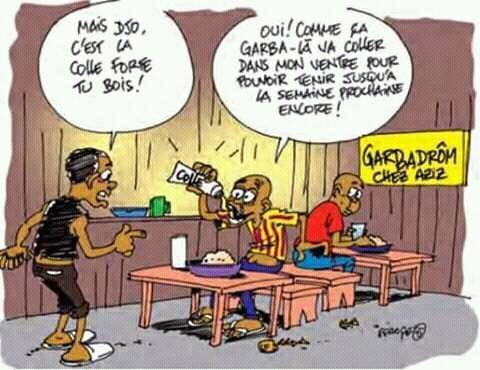 MAIS DJO,
C'EST LA
COLLE FORTE
TU BOIS!
OUI! COMME ÇA
GARBA-LÀ VA COLLER
DANS MON VENTRE POUR
POUVOIR TENIR JUSQU'À
LA SEMAINE PROCHAINE
ENCORE!
Colle
GARBADRÔM
CHEZ AZIZ